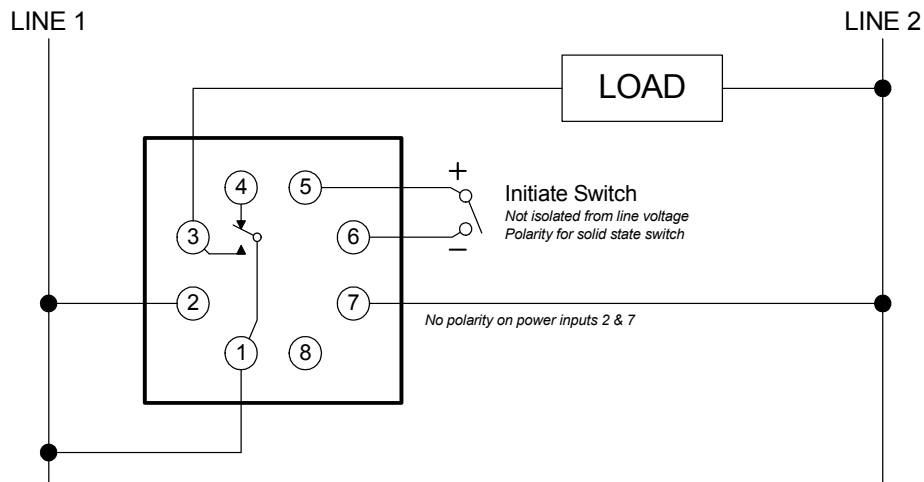 LINE 1
LINE 2
LOAD
4
5
+
Initiate Switch
Not isolated from line voltage
Polarity for solid state switch
3
6
–
2
7
No polarity on power inputs 2 & 7
1
8